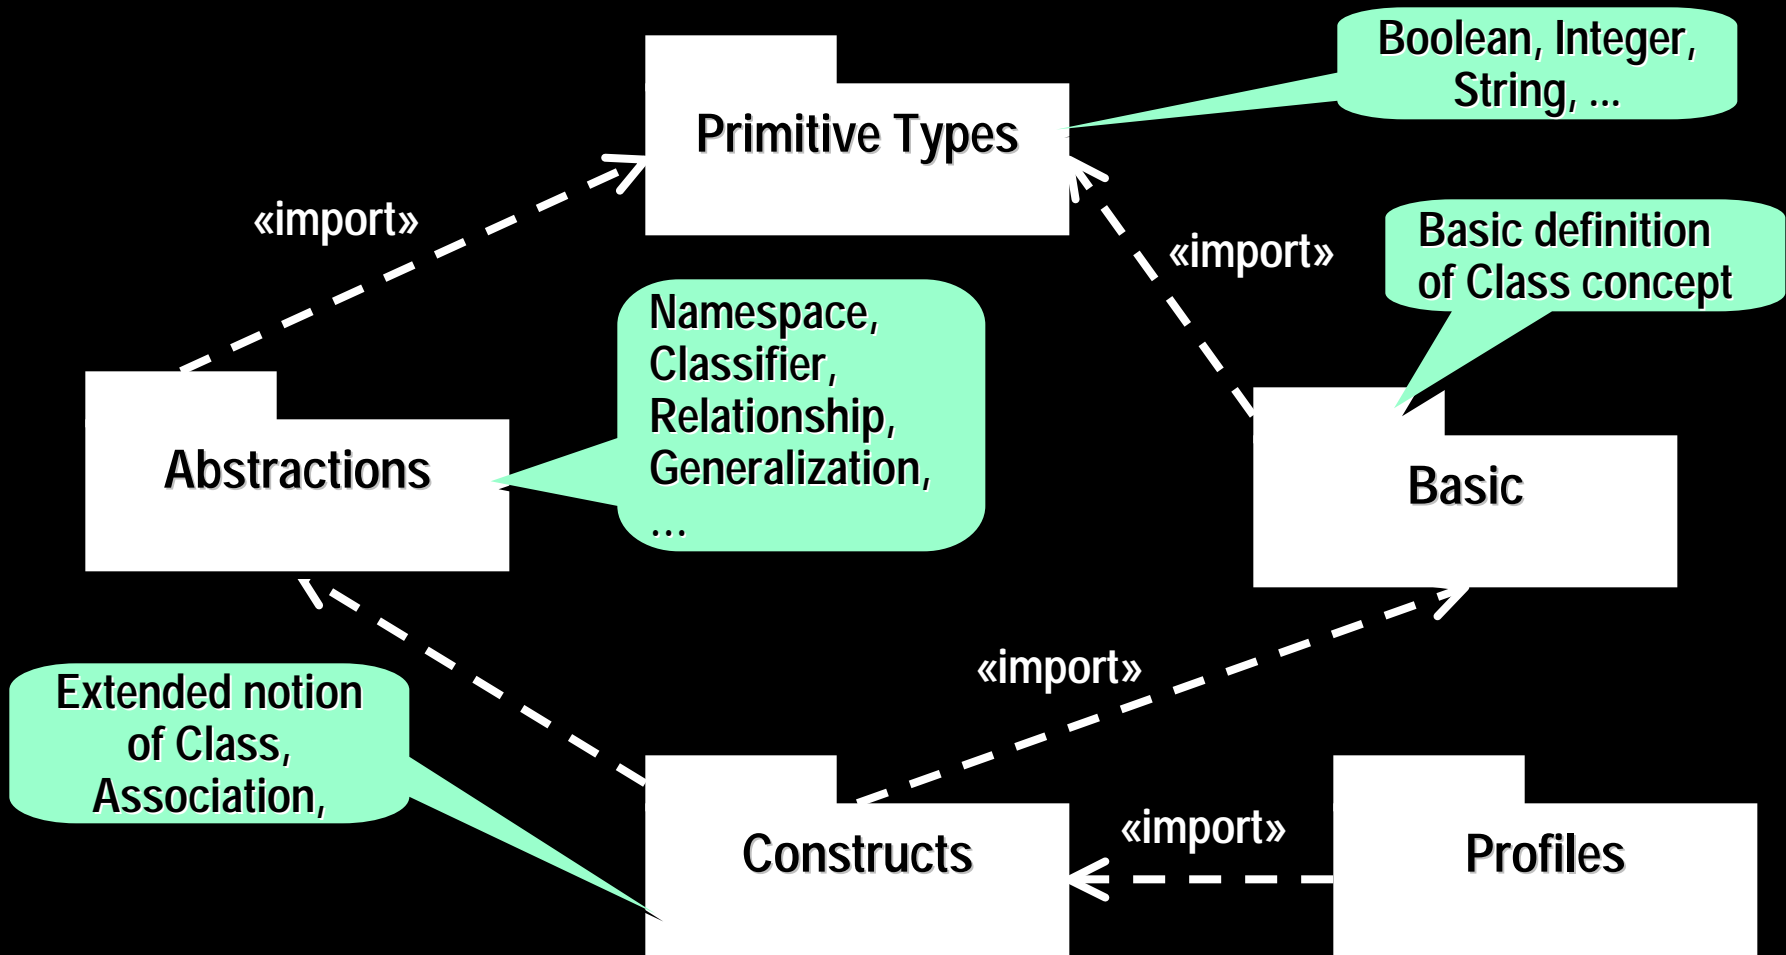 Boolean, Integer,
String, ...
Primitive Types
«import»
«import»
Basic definition
of Class concept
Namespace,
Classifier,
Relationship,
Generalization,
...
Abstractions
Basic
«import»
Extended notion
of Class,
Association,
Constructs
«import»
Profiles